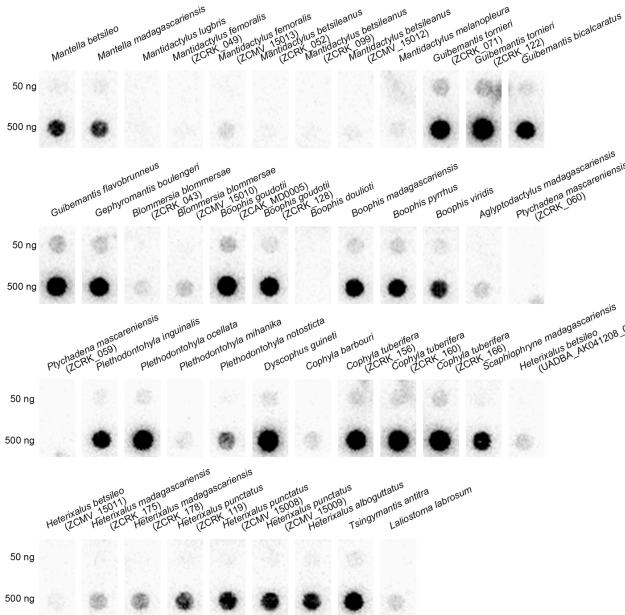 Mantella betsileo
Mantella madagascariensis
Mantidactylus lugbris
Mantidactylus femoralis
(ZCRK_049)
Mantidactylus femoralis
(ZCMV_15013)
Mantidactylus betsileanus
(ZCRK_052)
Mantidactylus betsileanus
(ZCRK_099)
Mantidactylus betsileanus
(ZCMV_15012)
Mantidactylus melanopleura
Guibemantis tornieri
(ZCRK_071)
Guibemantis tornieri
(ZCRK_122)
Guibemantis bicalcaratus
50 ng
500 ng
Guibemantis flavobrunneus
Gephyromantis boulengeri
Blommersia blommersae
(ZCRK_043)
Blommersia blommersae
(ZCMV_15010)
Boophis goudotii
(ZCAK_MD0005)
Boophis goudotii
(ZCRK_128)
Boophis doulioti
Boophis madagascariensis
Boophis pyrrhus
Boophis viridis
Aglyptodactylus madagascariensis
Ptychadena mascareniensis
(ZCRK_060)
50 ng
500 ng
Ptychadena mascareniensis
(ZCRK_059)
Plethodontohyla inguinalis
Plethodontohyla ocellata
Plethodontohyla mihanika
Plethodontohyla notosticta
Dyscophus guineti
Cophyla barbouri
Cophyla tuberifera
(ZCRK_156)
Cophyla tuberifera
(ZCRK_160)
Cophyla tuberifera
(ZCRK_166)
Scaphiophryne madagascariensis
Heterixalus betsileo
(UADBA_AK041208_0
50 ng
500 ng
Heterixalus betsileo
(ZCMV_15011)
Heterixalus madagascariensis
(ZCRK_175)
Heterixalus madagascariensis
(ZCRK_178)
Heterixalus punctatus
(ZCRK_119)
Heterixalus punctatus
(ZCMV_15008)
Heterixalus punctatus
(ZCMV_15009)
Heterixalus alboguttatus
Tsingymantis antitra
Laliostoma labrosum
50 ng
500 ng